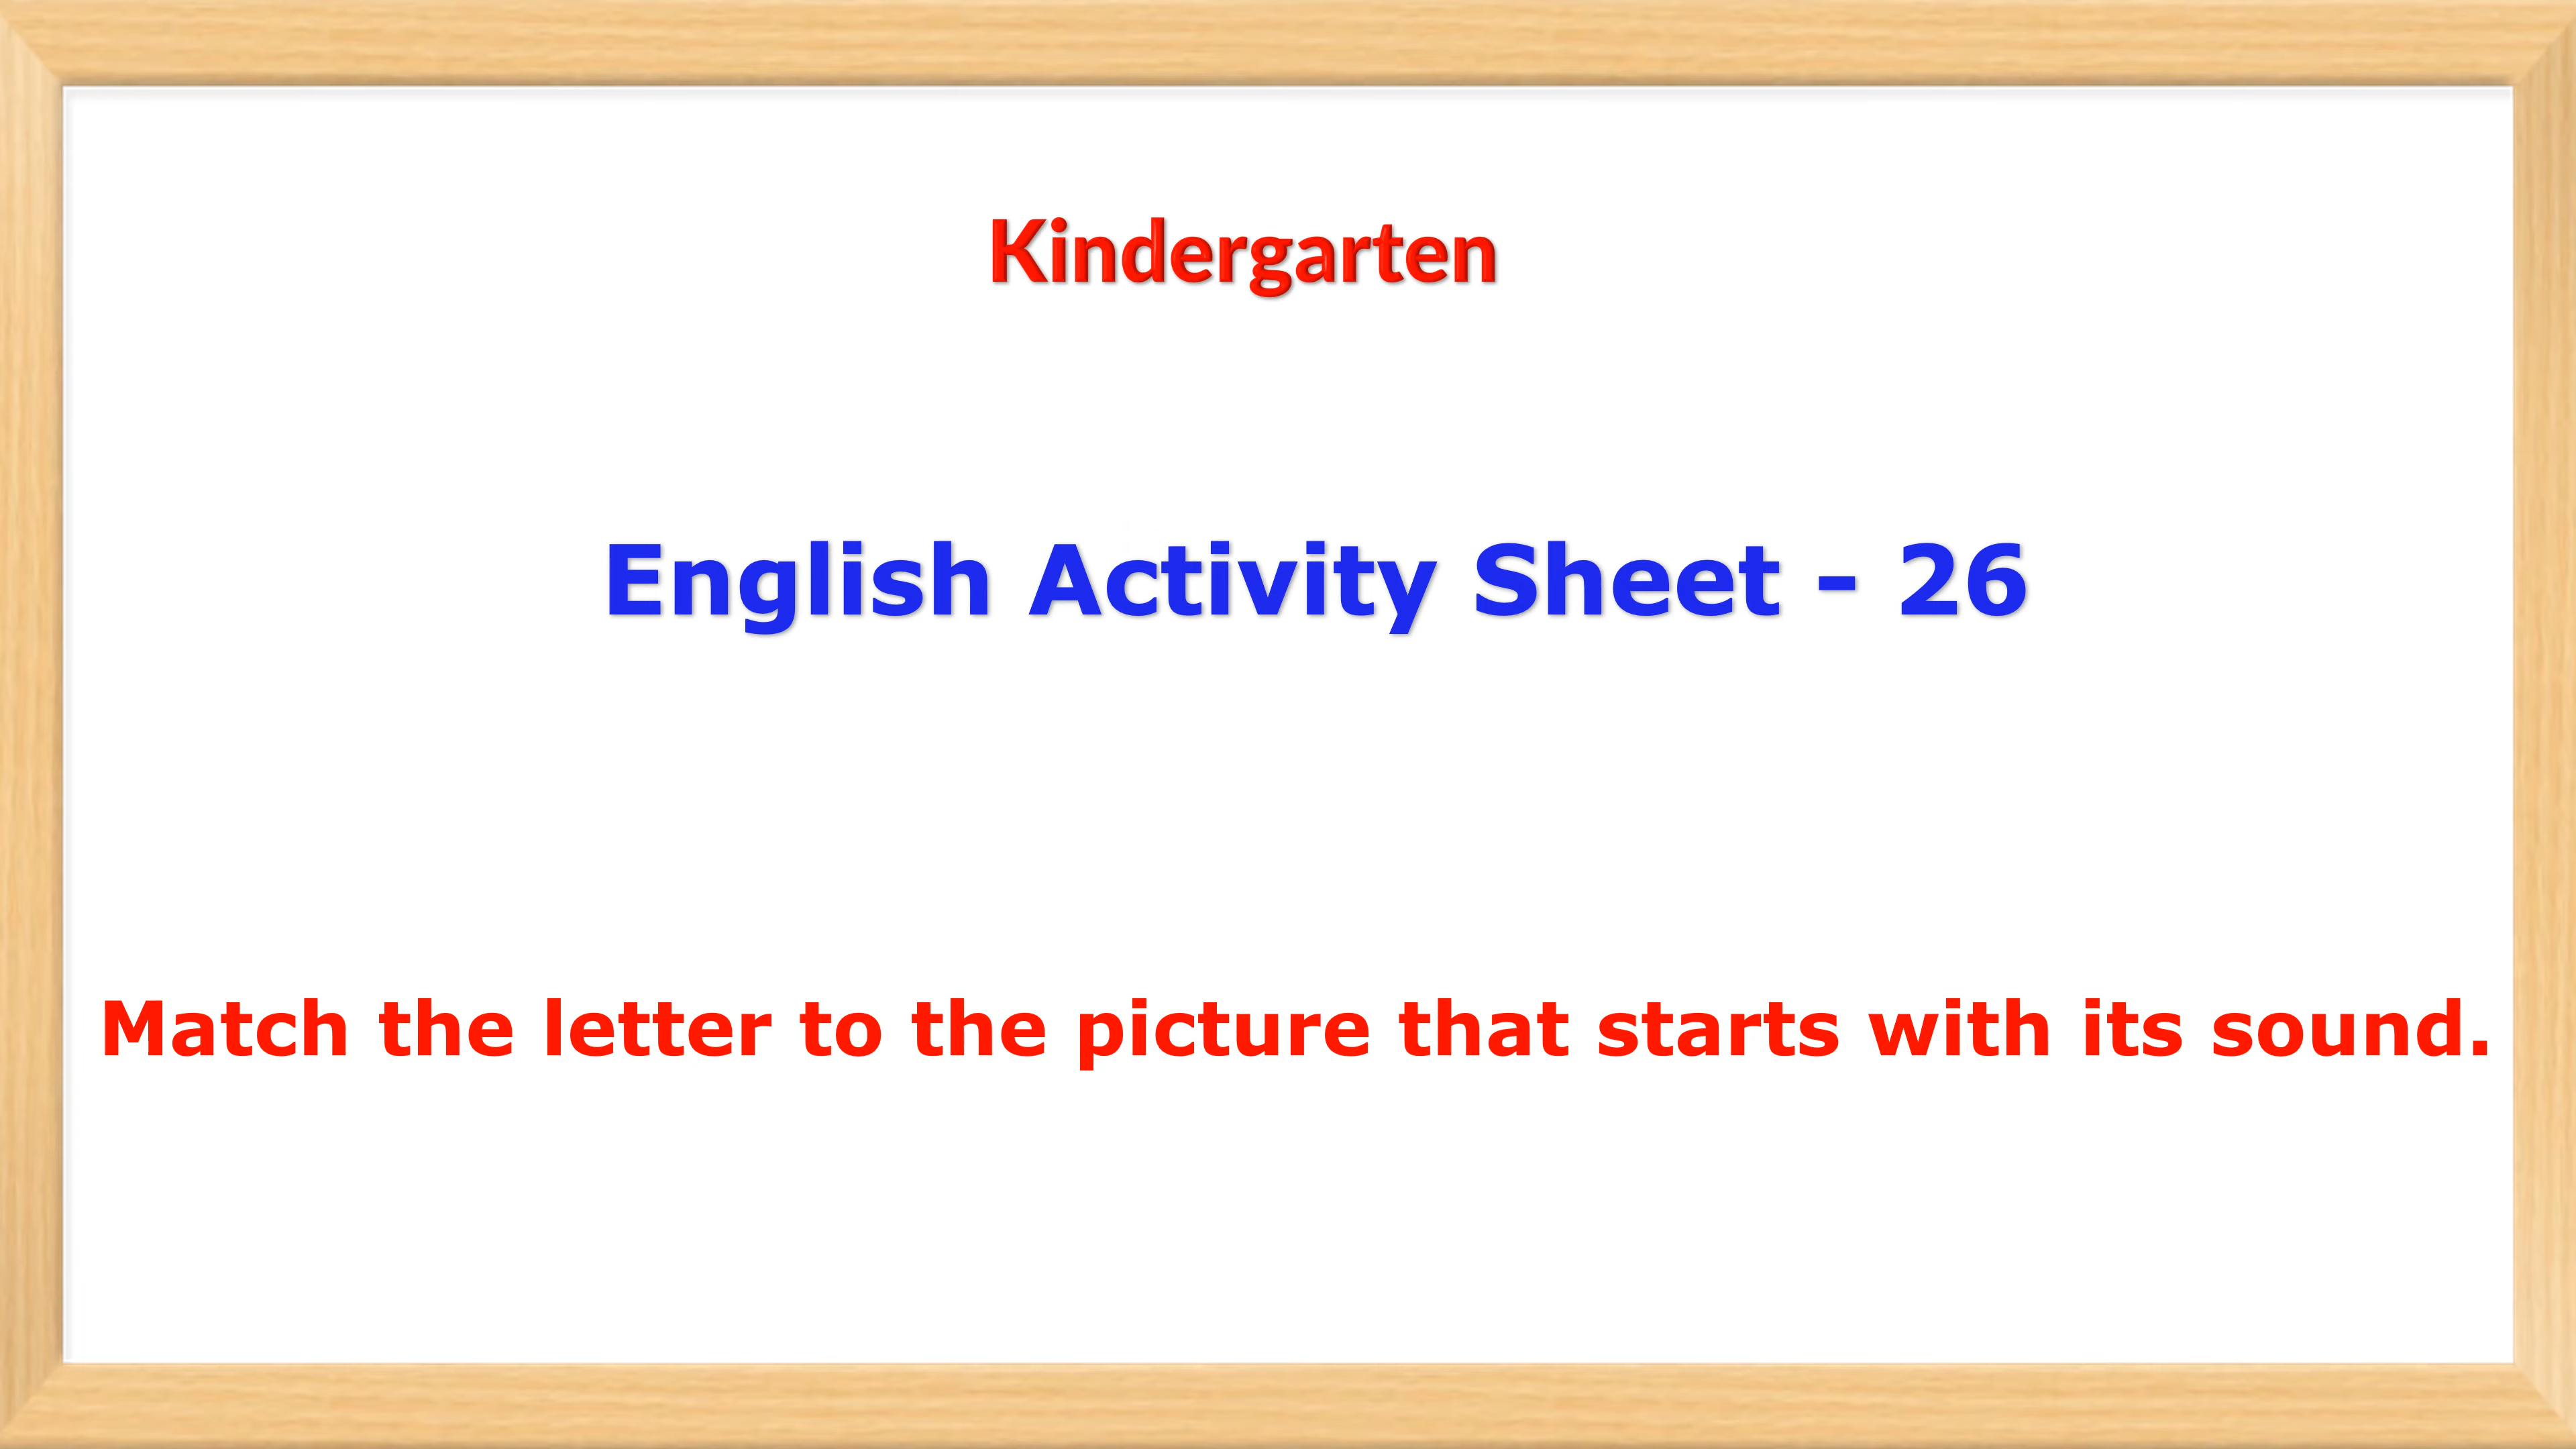 Kindergarten
English Activity Sheet - 26
Match the letter to the picture that starts with its sound.